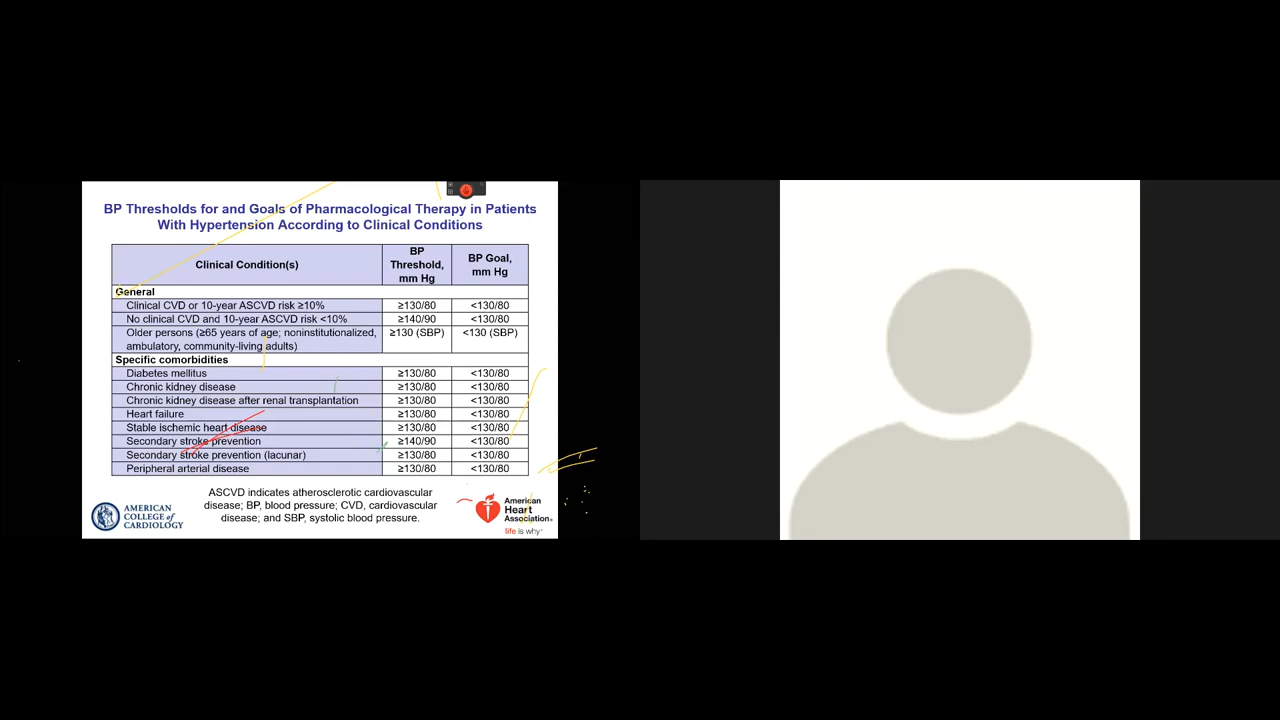 BP Thresholds for and Goals of Pharmacological Therapy in Patients
With Hypertension According to Clinical Conditions
Clinical Condition(s) BP Threshold, mm Hg BP Goal, mm Hg
General
Clinical CVD or 10-year ASCVD risk ≥10% ≥130/80 <130/80
No clinical CVD and 10-year ASCVD risk <10% ≥140/90 <130/80
Older persons (≥65 years of age; noninstitutionalized, ≥130 (SBP) <130 (SBP)
ambulatory, community-living adults)
Specific comorbidities
Diabetes mellitus ≥130/80 <130/80
Chronic kidney disease ≥130/80 <130/80
Chronic kidney disease after renal transplantation ≥130/80 <130/80
Heart failure ≥130/80 <130/80
Stable ischemic heart disease ≥130/80 <130/80
Secondary stroke prevention ≥140/90 <130/80
Secondary stroke prevention (lacunar) ≥130/80 <130/80
Peripheral arterial disease ≥130/80 <130/80
ASCVD indicates atherosclerotic cardiovascular
disease; BP, blood pressure; CVD, cardiovascular
disease; and SBP, systolic blood pressure.
AMERICAN
COLLEGE of
CARDIOLOGY
American
Heart
Association®
life is why™